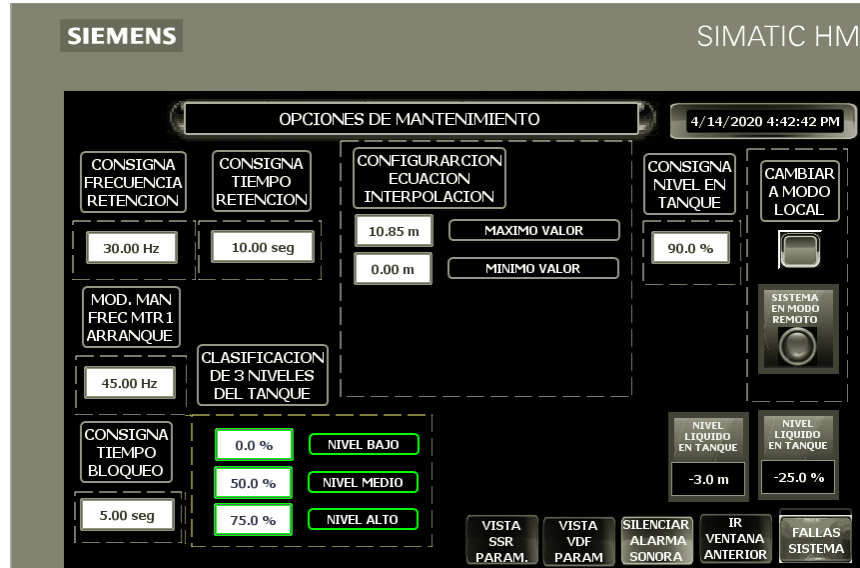 SIEMENS
SIMATIC HM
OPCIONES DE MANTENIMIENTO
4/14/2020 4:42:42 PM
CONSIGNA
FRECUENCIA
RETENCION
30.00 Hz
CONSIGNA
TIEMPO
RETENCION
10.00 seg
CONFIGURARCION
ECUACION
INTERPOLACION
10.85 m
MAXIMO VALOR
0.00 m
MINIMO VALOR
CONSIGNA
NIVEL EN
TANQUE
90.0 %
CAMBIAR
A MODO
LOCAL
SISTEMA
EN MODO
REMOTO
MOD. MAN
FREC MTR1
ARRANQUE
45.00 Hz
CLASIFICACION
DE 3 NIVELES
DEL TANQUE
0.0 %
NIVEL BAJO
50.0 %
NIVEL MEDIO
75.0 %
NIVEL ALTO
CONSIGNA
TIEMPO
BLOQUEO
5.00 seg
NIVEL
LIQUIDO
EN TANQUE
-3.0 m
NIVEL
LIQUIDO
EN TANQUE
-25.0 %
VISTA
SSR
PARAM.
VISTA
VDF
PARAM
SILENCIAR
ALARMA
SONORA
IR
VENTANA
ANTERIOR
FALLAS
SISTEMA